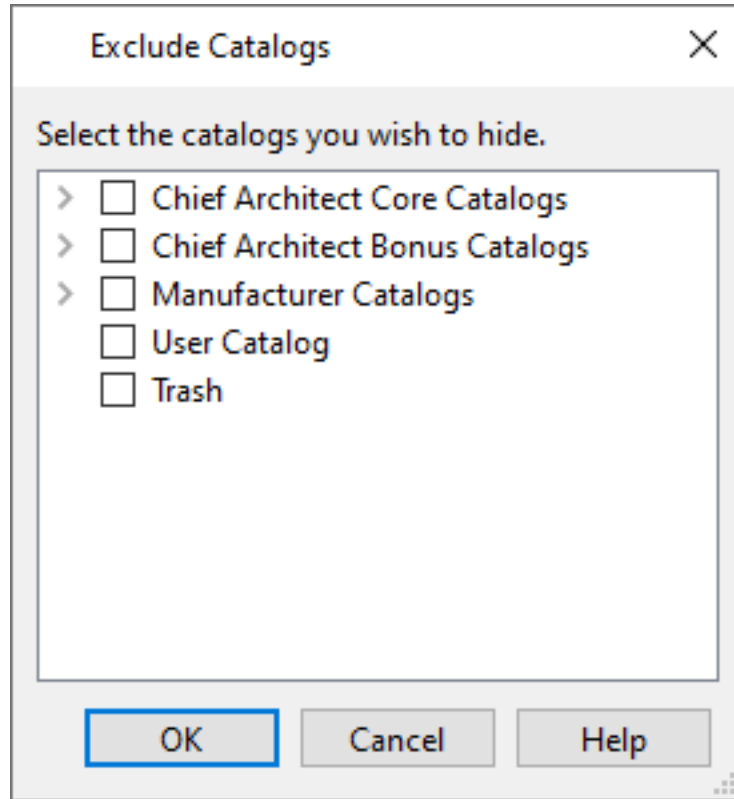 Exclude Catalogs
Select the catalogs you wish to hide.
Chief Architect Core Catalogs
Chief Architect Bonus Catalogs
Manufacturer Catalogs
User Catalog
Trash
OK Cancel Help